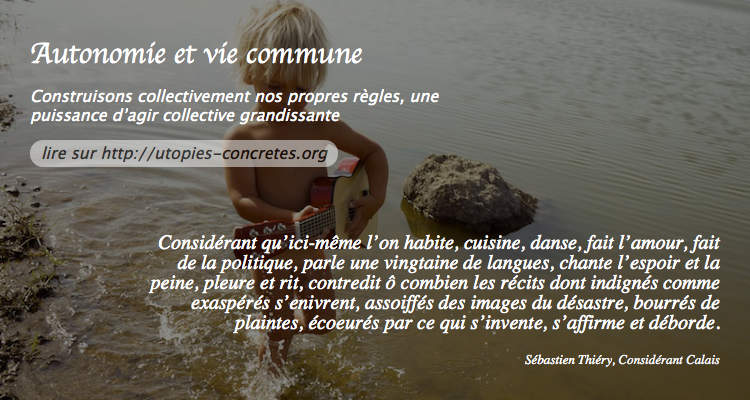 Autonomie et vie commune
Construisons collectivement nos propres règles, une
puissance d’agir collective grandissante
lire sur http://utopies-concretes.org
Considérant qu’ici-même l’on habite, cuisine, danse, fait l’amour, fait
de la politique, parle une vingtaine de langues, chante l’espoir et la
peine, pleure et rit, contredit ô combien les récits dont indignés comme
exaspérés s’enivrent, assoiffés des images du désastre, bourrés de
plaintes, écoeurés par ce qui s’invente, s’affirme et déborde.
Sébastien Thiéry, Considérant Calais